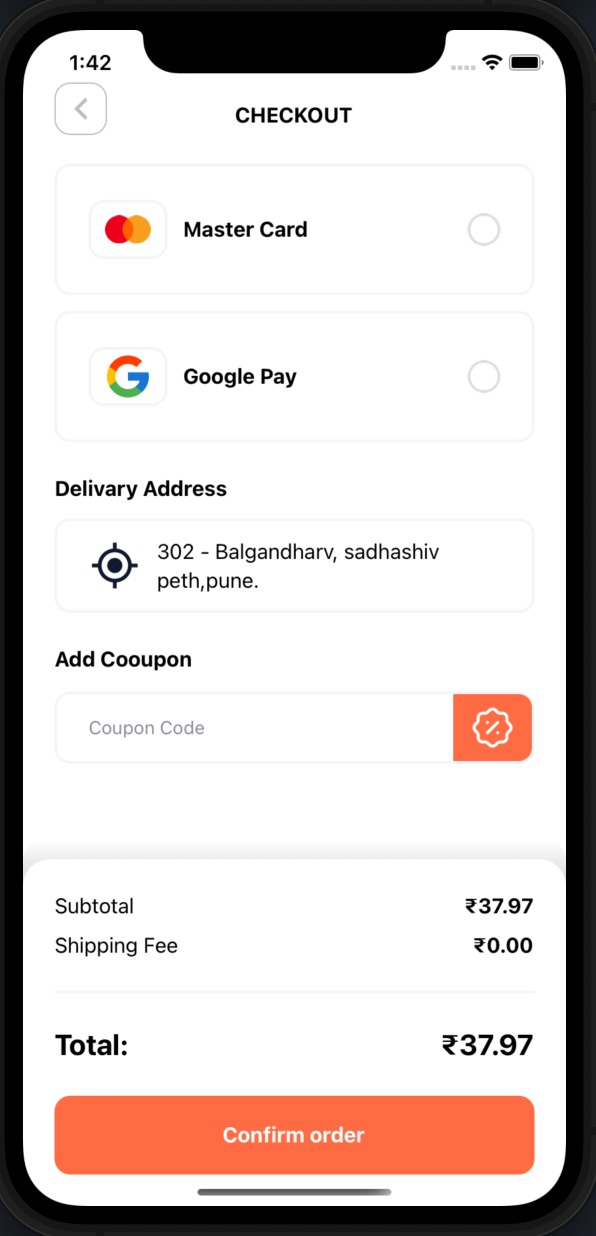 1:42
CHECKOUT
Master Card
Google Pay
Delivary Address
302 - Balgandharv, sadhashiv
peth,pune.
Add Cooupon
Coupon Code
Subtotal ₹37.97
Shipping Fee ₹0.00
Total: ₹37.97
Confirm order